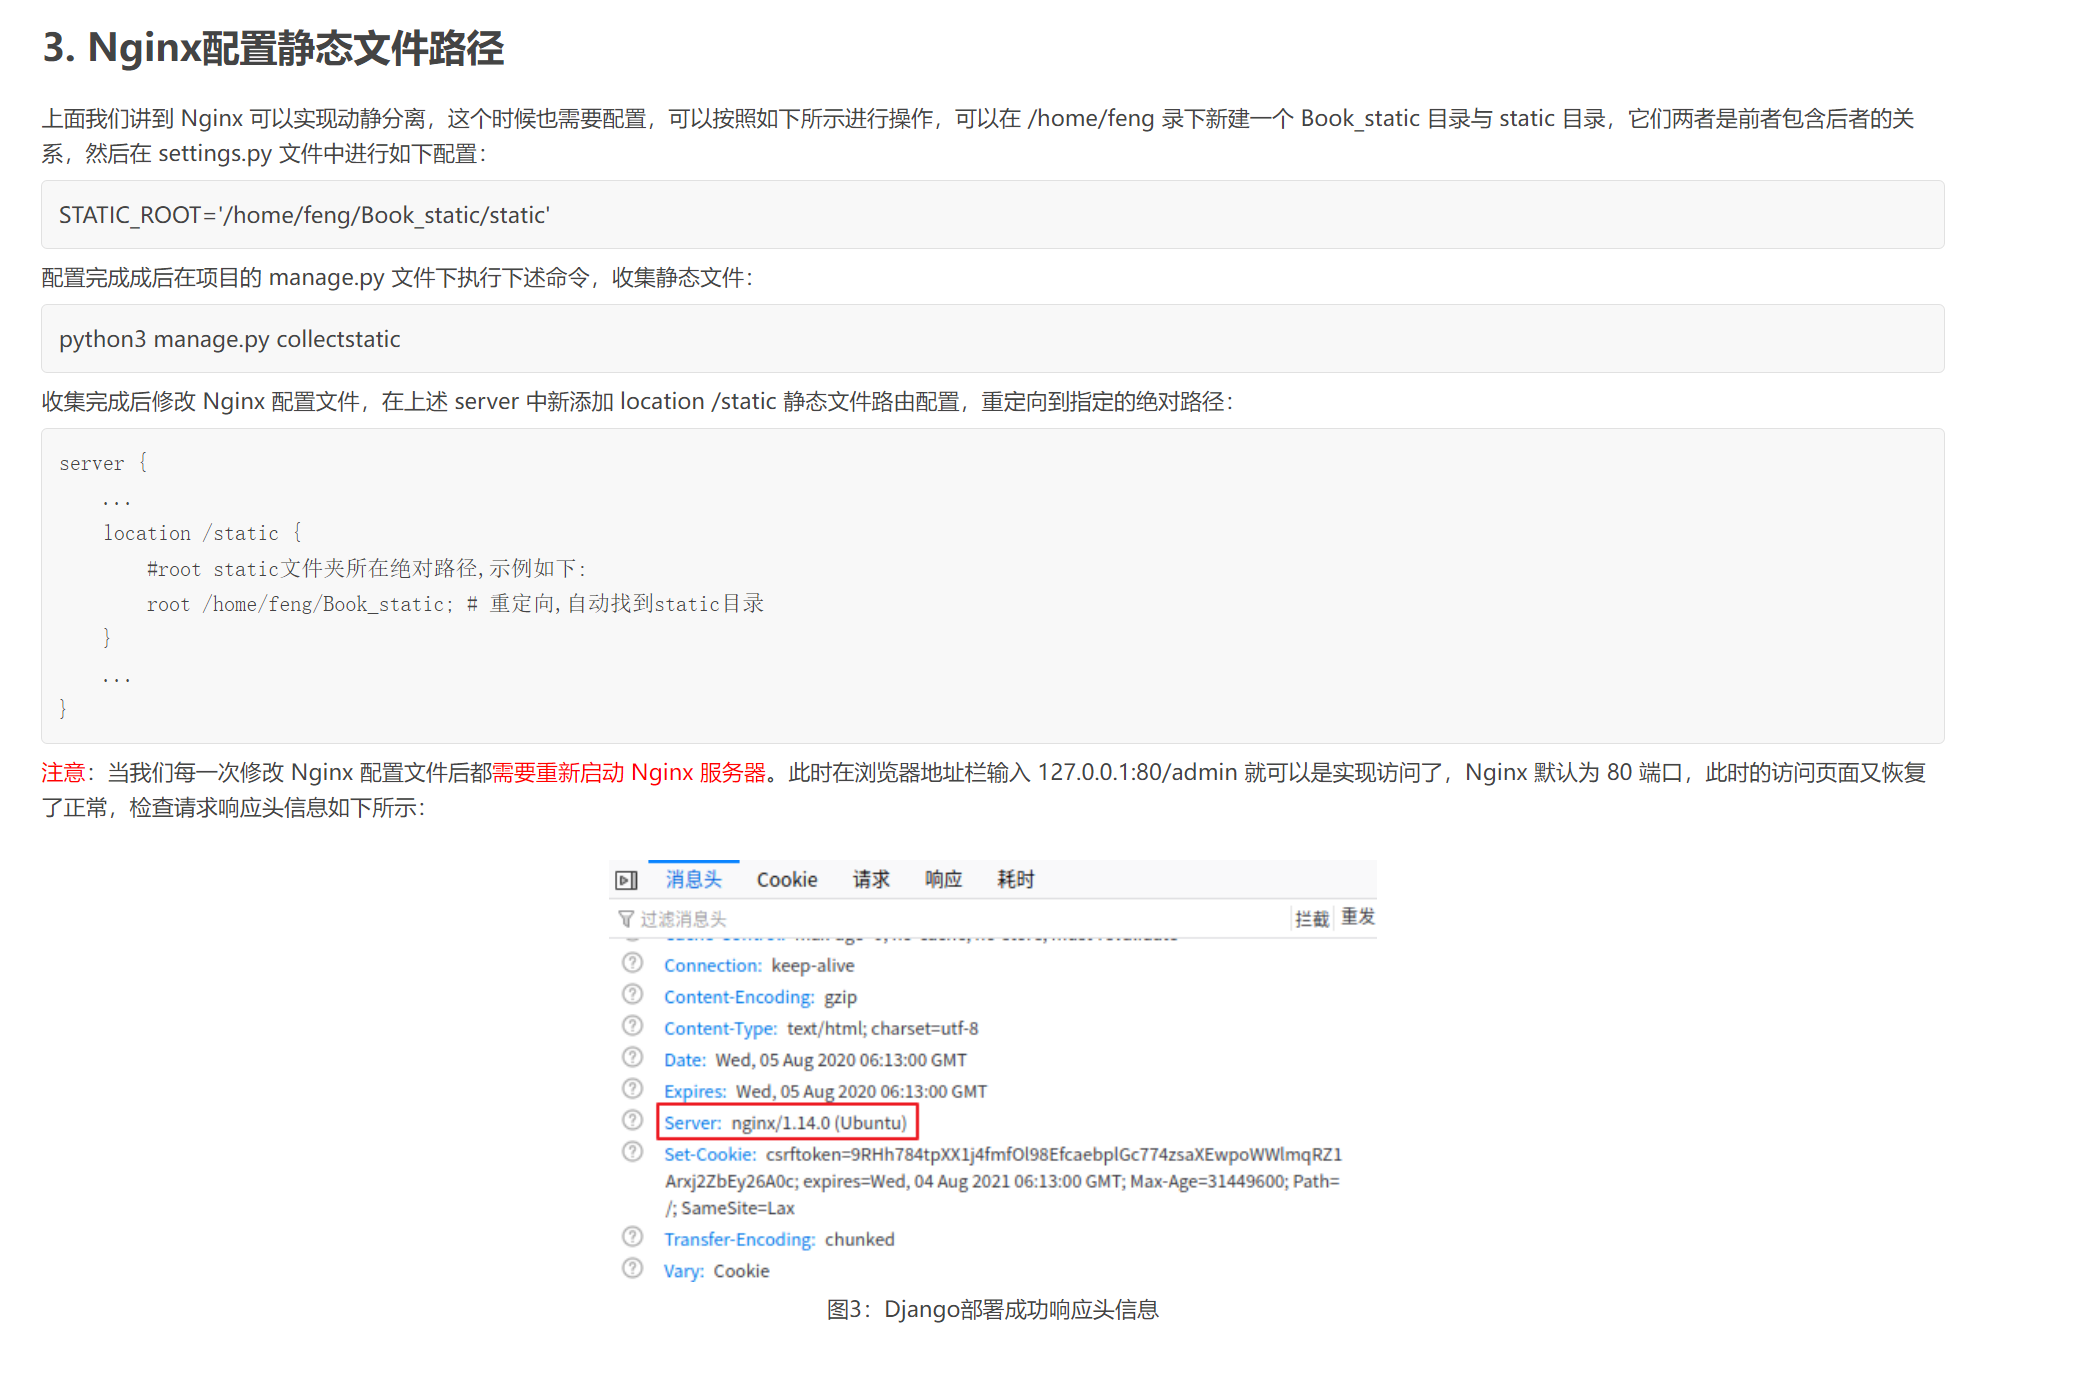 3. Nginx配置静态文件路径
上面我们讲到 Nginx 可以实现动静分离，这个时候也需要配置，可以按照如下所示进行操作，可以在 /home/feng 录下新建一个 Book_static 目录与 static 目录，它们两者是前者包含后者的关
系，然后在 settings.py 文件中进行如下配置：
STATIC_ROOT='/home/feng/Book_static/static'
配置完成成后在项目的 manage.py 文件下执行下述命令，收集静态文件：
python3 manage.py collectstatic
收集完成后修改 Nginx 配置文件，在上述 server 中新添加 location /static 静态文件路由配置，重定向到指定的绝对路径：
server {
...
location /static {
#root static文件夹所在绝对路径,示例如下:
root /home/feng/Book_static; # 重定向,自动找到static目录
}
...
}
注意：当我们每一次修改 Nginx 配置文件后都需要重新启动 Nginx 服务器。此时在浏览器地址栏输入 127.0.0.1:80/admin 就可以是实现访问了，Nginx 默认为 80 端口，此时的访问页面又恢复
了正常，检查请求响应头信息如下所示：
消息头 Cookie 请求 响应 耗时
过滤消息头 拦截 重发
Connection: keep-alive
Content-Encoding: gzip
Content-Type: text/html; charset=utf-8
Date: Wed, 05 Aug 2020 06:13:00 GMT
Expires: Wed, 05 Aug 2020 06:13:00 GMT
Server: nginx/1.14.0 (Ubuntu)
Set-Cookie: csrftoken=9RHh784tpXX1j4fmfOl98EfcaebplGc774zsaXEwpoWWlmqRZ1
Arxj2ZbEy26A0c; expires=Wed, 04 Aug 2021 06:13:00 GMT; Max-Age=31449600; Path=
/; SameSite=Lax
Transfer-Encoding: chunked
Vary: Cookie
图3：Django部署成功响应头信息